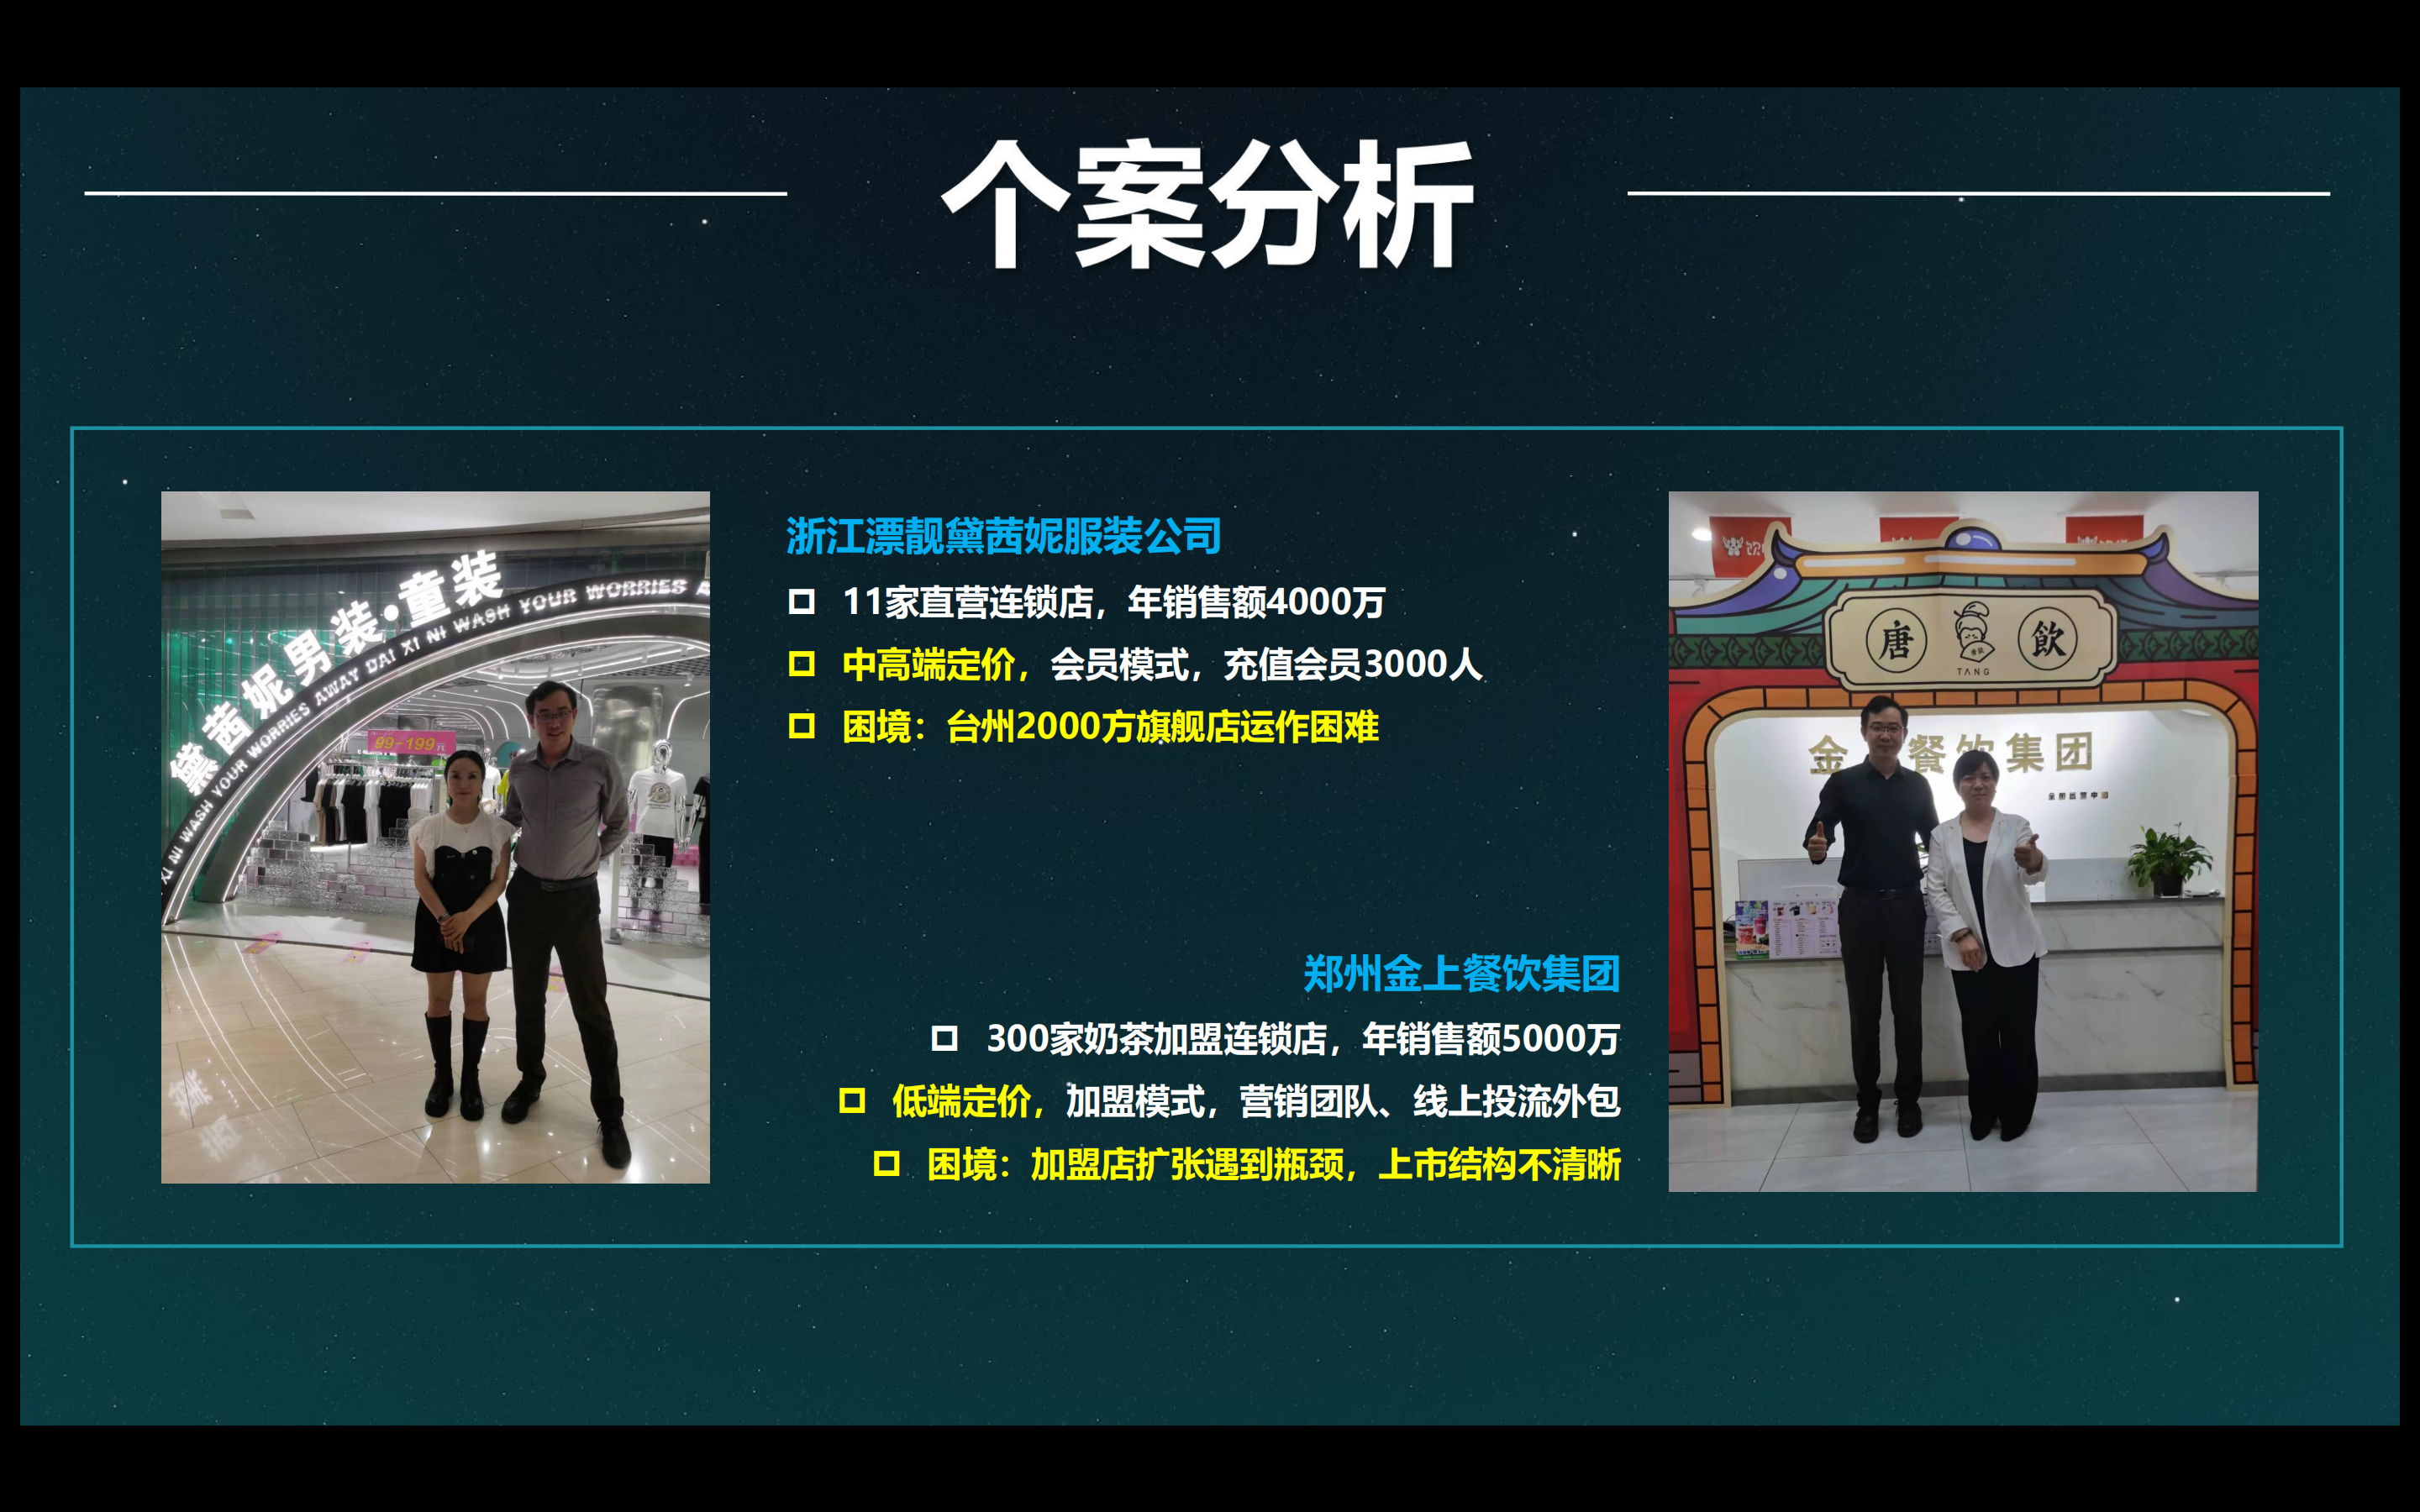 个案分析
浙江漂靓黛茜妮服装公司
11家直营连锁店，年销售额4000万
中高端定价，会员模式，充值会员3000人
困境：台州2000方旗舰店运作困难
郑州金上餐饮集团
300家奶茶加盟连锁店，年销售额5000万
低端定价，加盟模式，营销团队、线上投流外包
困境：加盟店扩张遇到瓶颈，上市结构不清晰
黛茜妮男装·童装
XI NI WASH YOUR WORRIES AWAY DAI XI NI WASH YOUR WORRIES A
99-199元
唐 飲
TANG
金 餐饮集团